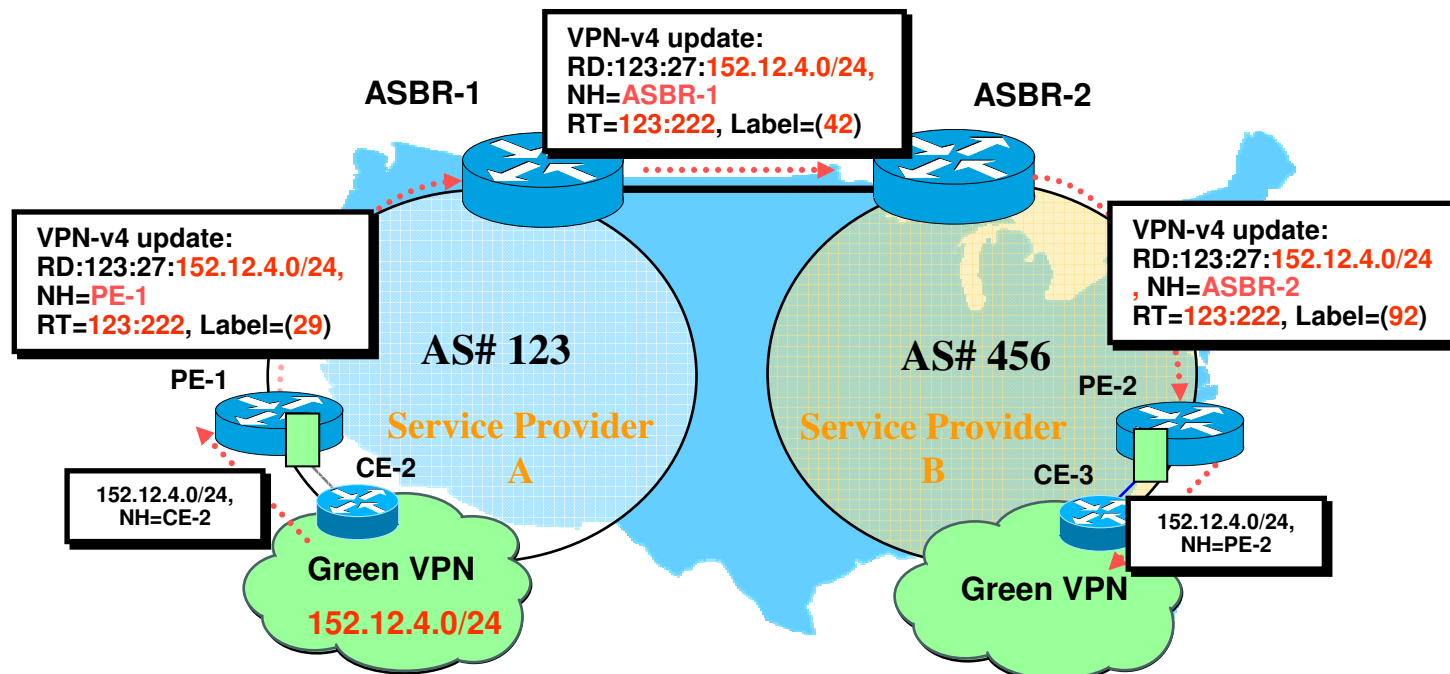 VPN-v4 update:
RD:123:27:152.12.4.0/24,
NH=ASBR-1
RT=123:222, Label=(42)
ASBR-1
ASBR-2
VPN-v4 update:
RD:123:27:152.12.4.0/24,
NH=PE-1
RT=123:222, Label=(29)
VPN-v4 update:
RD:123:27:152.12.4.0/24
, NH=ASBR-2
RT=123:222, Label=(92)
AS# 123
AS# 456
PE-1
PE-2
Service Provider
A
Service Provider
B
CE-2
CE-3
152.12.4.0/24,
NH=CE-2
152.12.4.0/24,
NH=PE-2
Green VPN
152.12.4.0/24
Green VPN